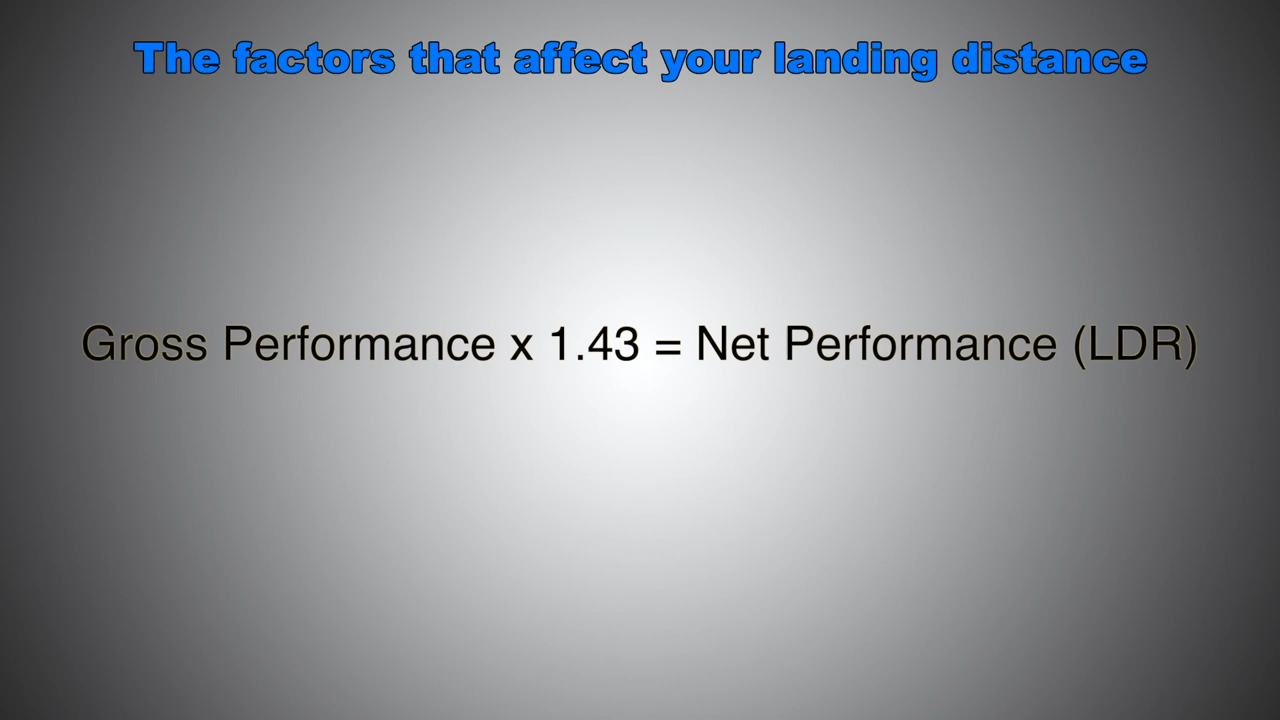 The factors that affect your landing distance
Gross Performance x 1.43 = Net Performance (LDR)